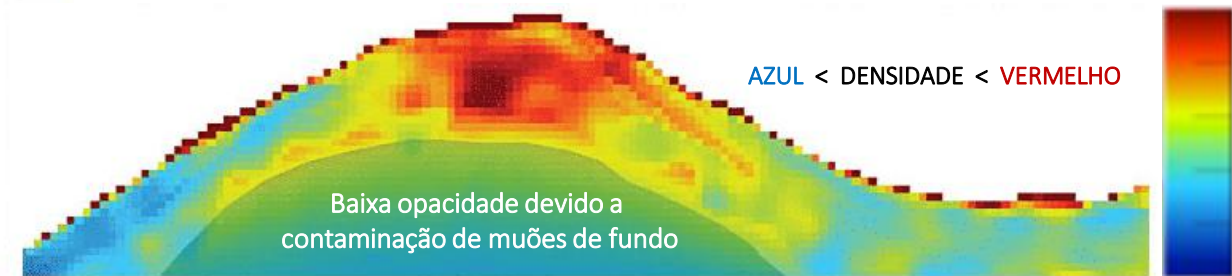 AZUL < DENSIDADE < VERMELHO
Baixa opacidade devido a
contaminação de muões de fundo